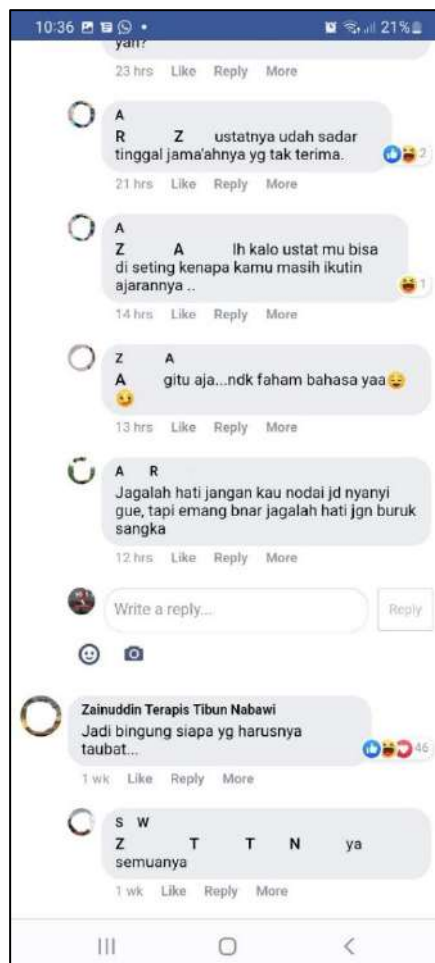 10:36
21%
yah?
23 hrs Like Reply More
A
R Z ustatnya udah sadar
tinggal jama'ahnya yg tak terima.
2
21 hrs Like Reply More
A
Z A Ih kalo ustat mu bisa
di seting kenapa kamu masih ikutin
ajarannya ..
1
14 hrs Like Reply More
Z A
A gitu aja...ndk faham bahasa yaa
13 hrs Like Reply More
A R
Jagalah hati jangan kau nodai jd nyanyi
gue, tapi emang bnar jagalah hati jgn buruk
sangka
12 hrs Like Reply More
Write a reply...
Reply
Zainuddin Terapis Tibun Nabawi
Jadi bingung siapa yg harusnya
taubat...
46
1 wk Like Reply More
S W
Z T T N ya
semuanya
1 wk Like Reply More